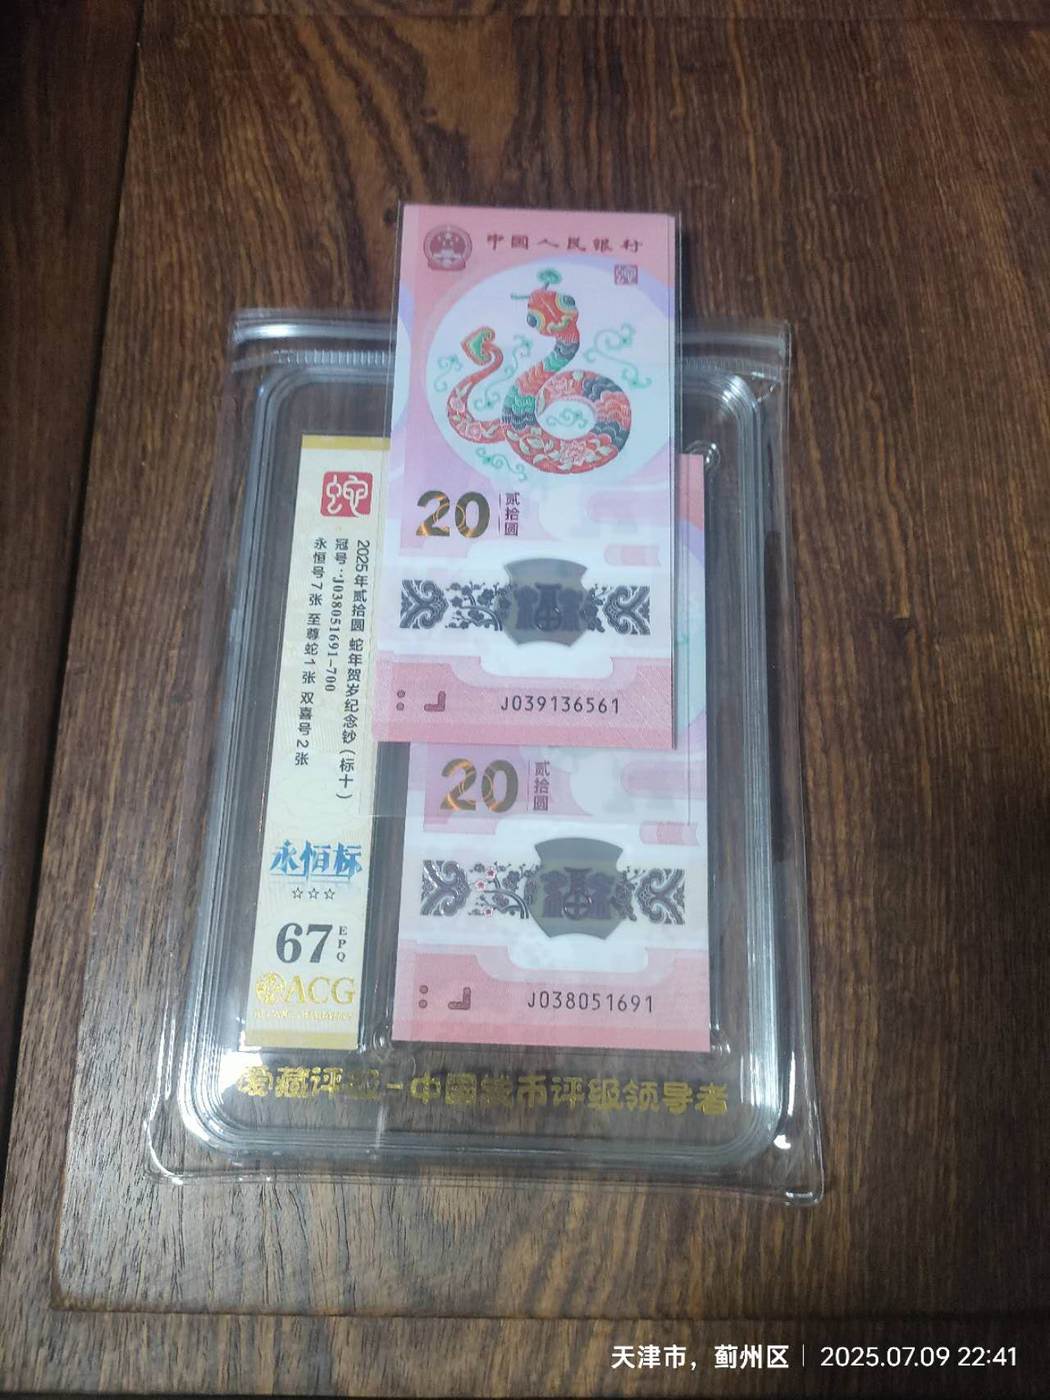 中国人民银行
蛇
20 贰拾圆
J039136561
蛇
2025年贰拾圆 蛇年贺岁纪念钞（标十）
冠号：J038051691-700
永恒号7张 至尊蛇1张 双喜号2张
永恒标
☆☆☆
67 EPQ
ACG
20 贰拾圆
J038051691
爱藏评级-中国钱币评级领导者
天津市，蓟州区 | 2025.07.09 22:41